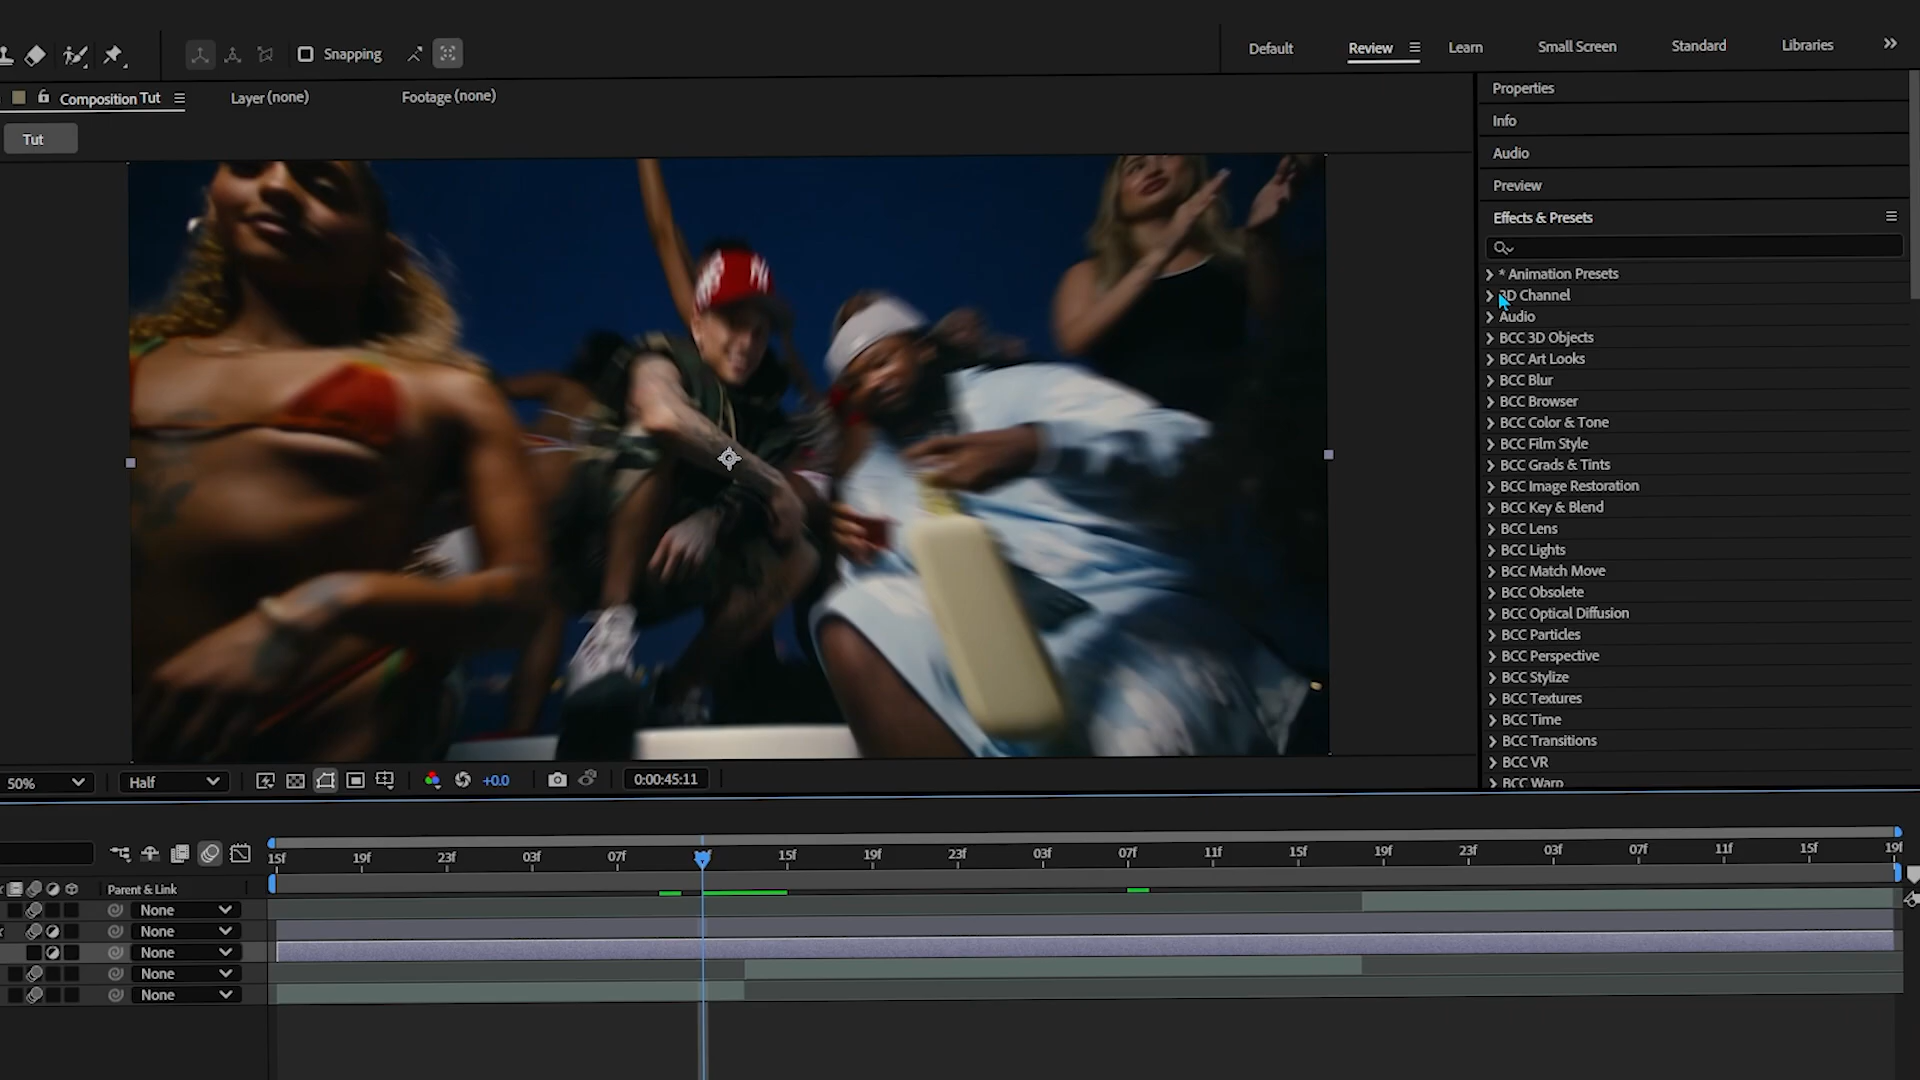 Snapping
Default
Review
Learn
Small Screen
Standard
Libraries
Composition Tut
Layer (none)
Footage (none)
Tut
Properties
Info
Audio
Preview
Effects & Presets
* Animation Presets
3D Channel
Audio
BCC 3D Objects
BCC Art Looks
BCC Blur
BCC Browser
BCC Color & Tone
BCC Film Style
BCC Grads & Tints
BCC Image Restoration
BCC Key & Blend
BCC Lens
BCC Lights
BCC Match Move
BCC Obsolete
BCC Optical Diffusion
BCC Particles
BCC Perspective
BCC Stylize
BCC Textures
BCC Time
BCC Transitions
BCC VR
BCC Warp
50%
Half
+0.0
0:00:45:11
15f 19f 23f 03f 07f 15f 19f 23f 03f 07f 11f 15f 19f 23f 03f 07f 11f 15f 19f
Parent & Link
None
None
None
None
None